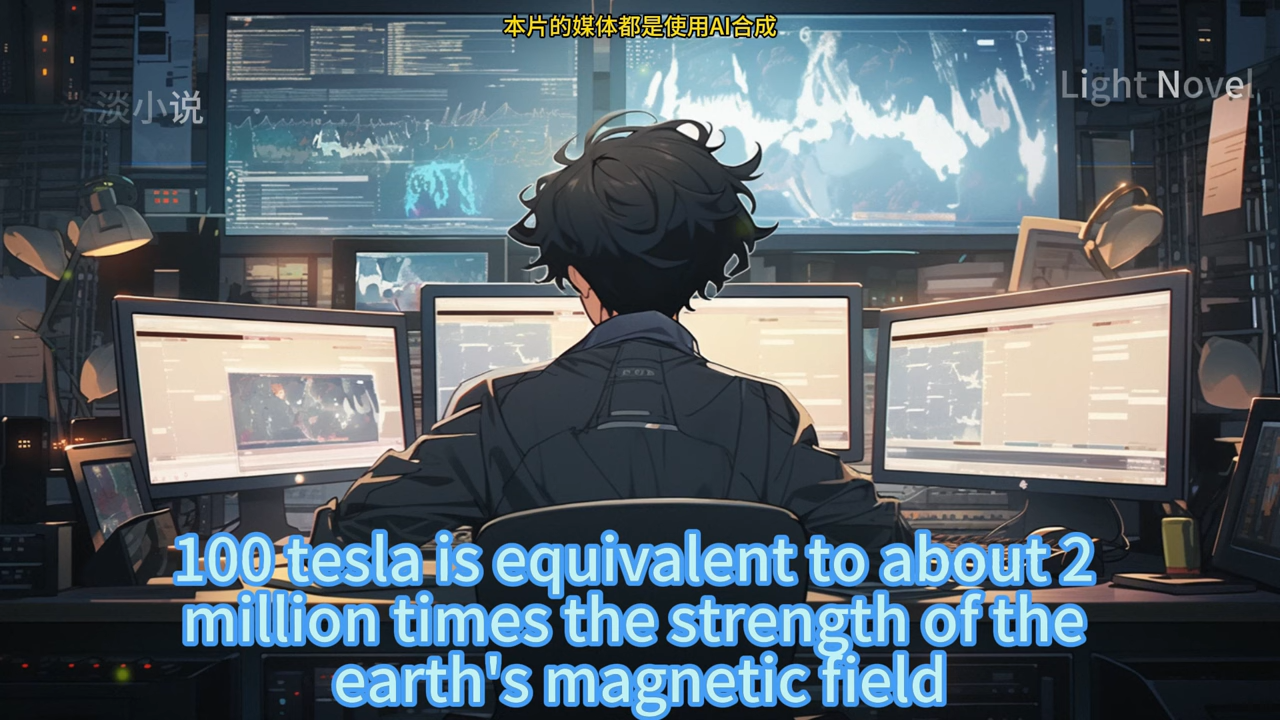 本片的媒体都是使用AI合成
淡小说
Light Novel
100 tesla is equivalent to about 2
million times the strength of the
earth's magnetic field